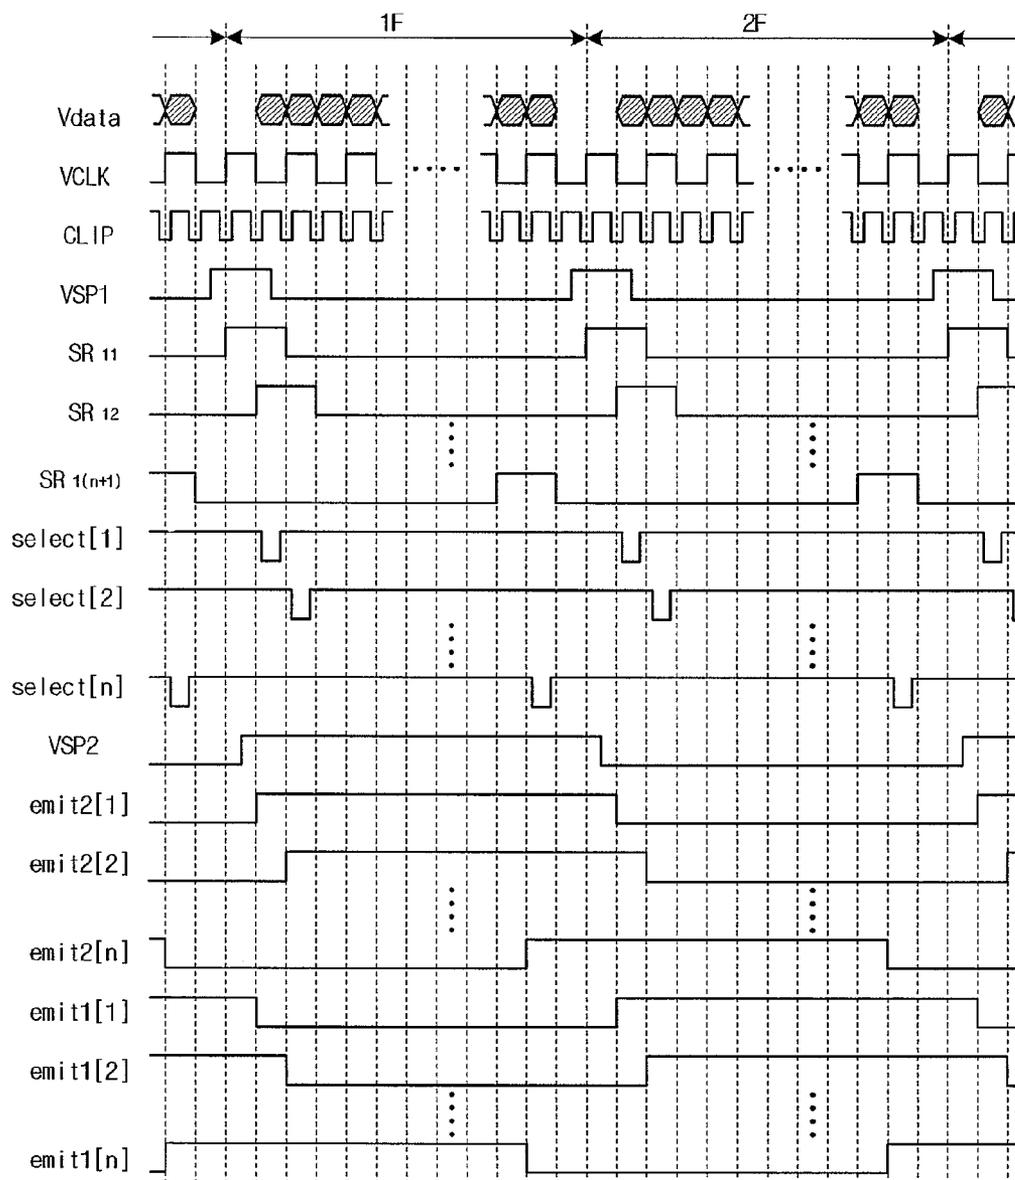 1F 2F
Vdata
VCLK
CLIP
VSP1
SR 11
SR 12
SR 1(n+1)
select[1]
select[2]
select[n]
VSP2
emit2[1]
emit2[2]
emit2[n]
emit1[1]
emit1[2]
emit1[n]